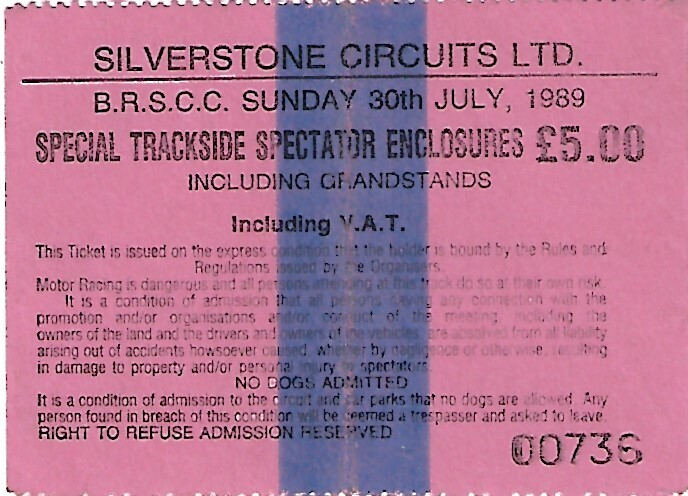 SILVERSTONE CIRCUITS LTD.
B.R.S.C.C. SUNDAY 30th JULY, 1989
SPECIAL TRACKSIDE SPECTATOR ENCLOSURES £5.00
INCLUDING GRANDSTANDS
Including V.A.T.
This Ticket is issued on the express condition that the holder is bound by the Rules and
Regulations issued by the Organisers.
Motor Racing is dangerous and all persons attending at this track do so at their own risk.
It is a condition of admission that all persons having any connection with the
promotion and/or organisations and/or conduct of the meeting, including the
owners of the land and the drivers and owners of the vehicles, are absolved from all liability
arising out of accidents howsoever caused, whether by negligence or otherwise, resulting
in damage to property and/or personal injury to spectators.
NO DOGS ADMITTED
It is a condition of admission to the circuit and car parks that no dogs are allowed. Any
person found in breach of this condition will be deemed a trespasser and asked to leave.
RIGHT TO REFUSE ADMISSION RESERVED
00736